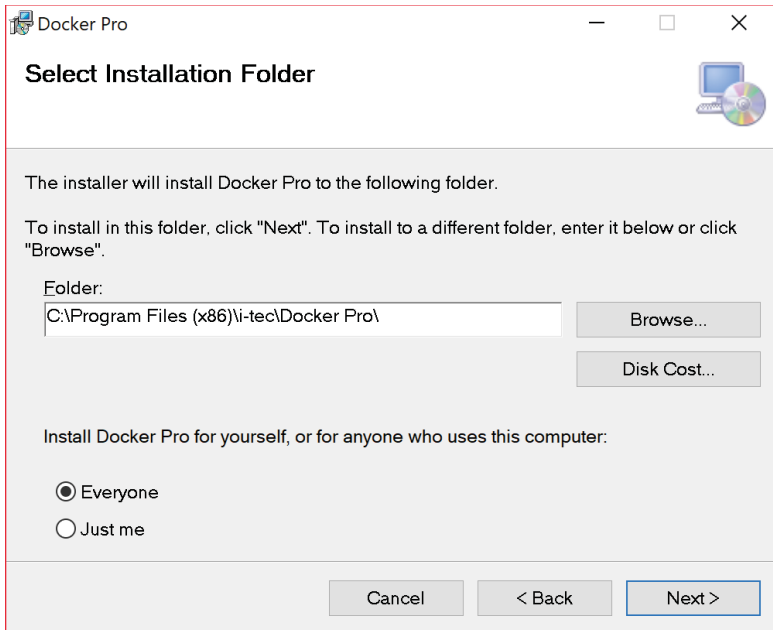 Docker Pro
Select Installation Folder
The installer will install Docker Pro to the following folder.
To install in this folder, click "Next". To install to a different folder, enter it below or click
"Browse".
Folder:
C:\Program Files (x86)\i-tec\Docker Pro\
Browse...
Disk Cost...
Install Docker Pro for yourself, or for anyone who uses this computer:
Everyone
Just me
Cancel
< Back
Next >